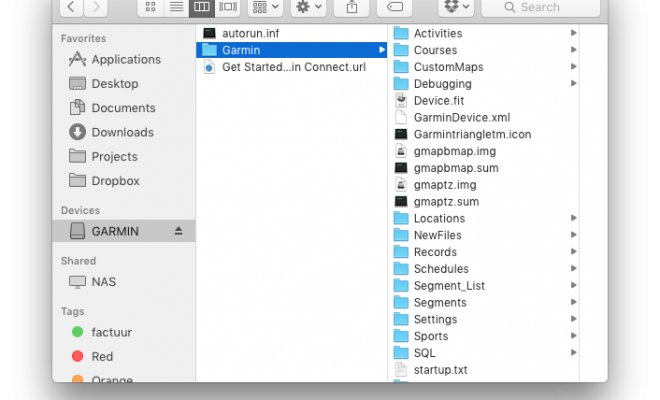 Search
Favorites
Applications
Desktop
Documents
Downloads
Projects
Dropbox
Devices
GARMIN
Shared
NAS
Tags
factuur
Red
Orange
autorun.inf
Garmin
Get Started...in Connect.url
Activities
Courses
CustomMaps
Debugging
Device.fit
GarminDevice.xml
Garmintriangletm.icon
gmapbmap.img
gmapbmap.sum
gmaptz.img
gmaptz.sum
Locations
NewFiles
Records
Schedules
Segment_List
Segments
Settings
Sports
SQL
startup.txt